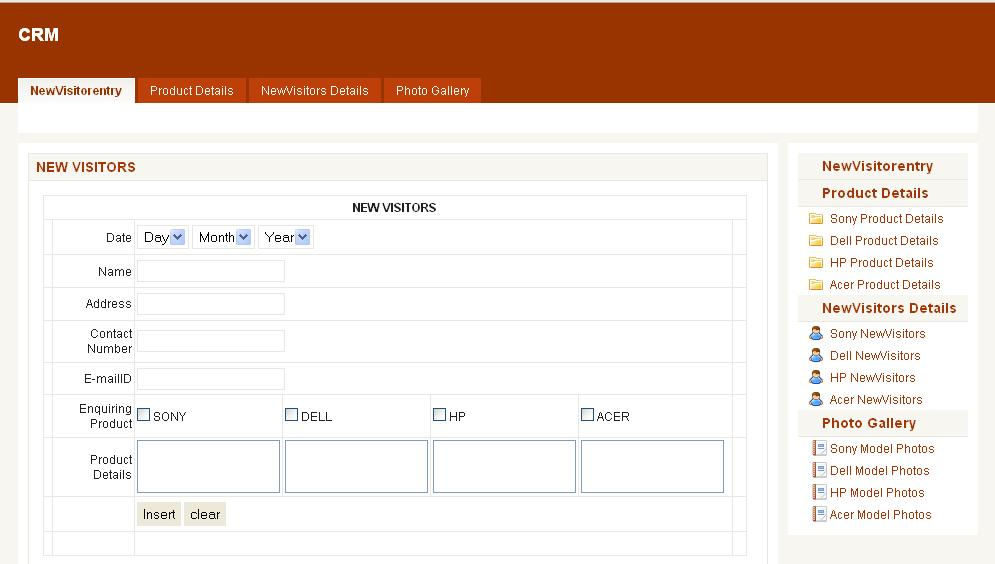 CRM
NewVisitorentry Product Details NewVisitors Details Photo Gallery
NEW VISITORS
NEW VISITORS
Date Day Month Year
Name
Address
Contact
Number
E-mailID
Enquiring
Product
SONY DELL HP ACER
Product
Details
Insert clear
NewVisitorentry
Product Details
Sony Product Details
Dell Product Details
HP Product Details
Acer Product Details
NewVisitors Details
Sony NewVisitors
Dell NewVisitors
HP NewVisitors
Acer NewVisitors
Photo Gallery
Sony Model Photos
Dell Model Photos
HP Model Photos
Acer Model Photos